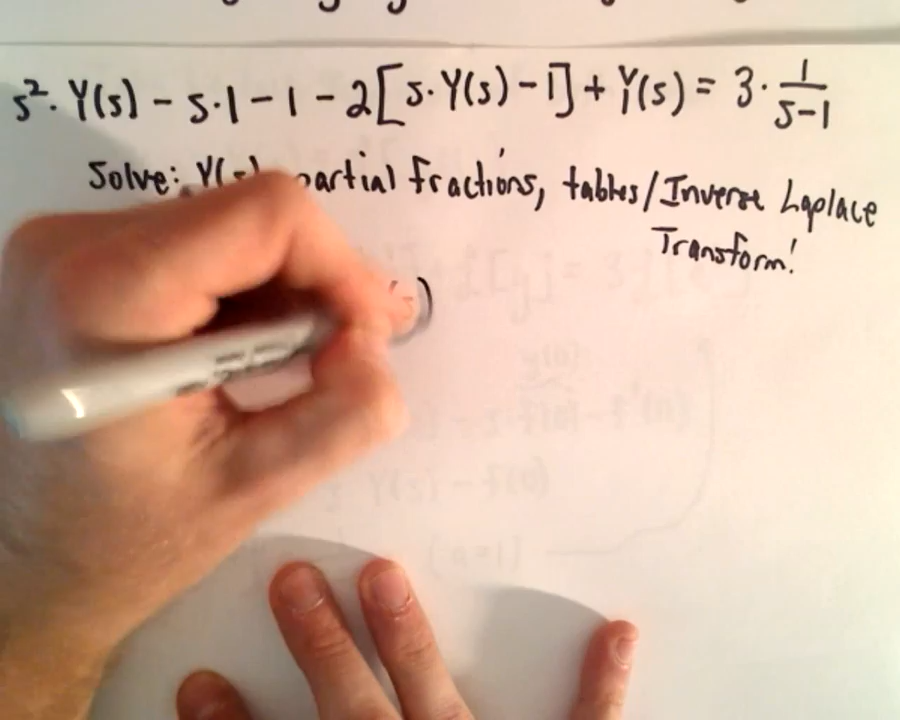 s²·Y(s) - s·1 - 1 - 2[s·Y(s) - 1] + Y(s) = 3·1/(s-1)
Solve: partial fractions, tables/Inverse Laplace
Transform!